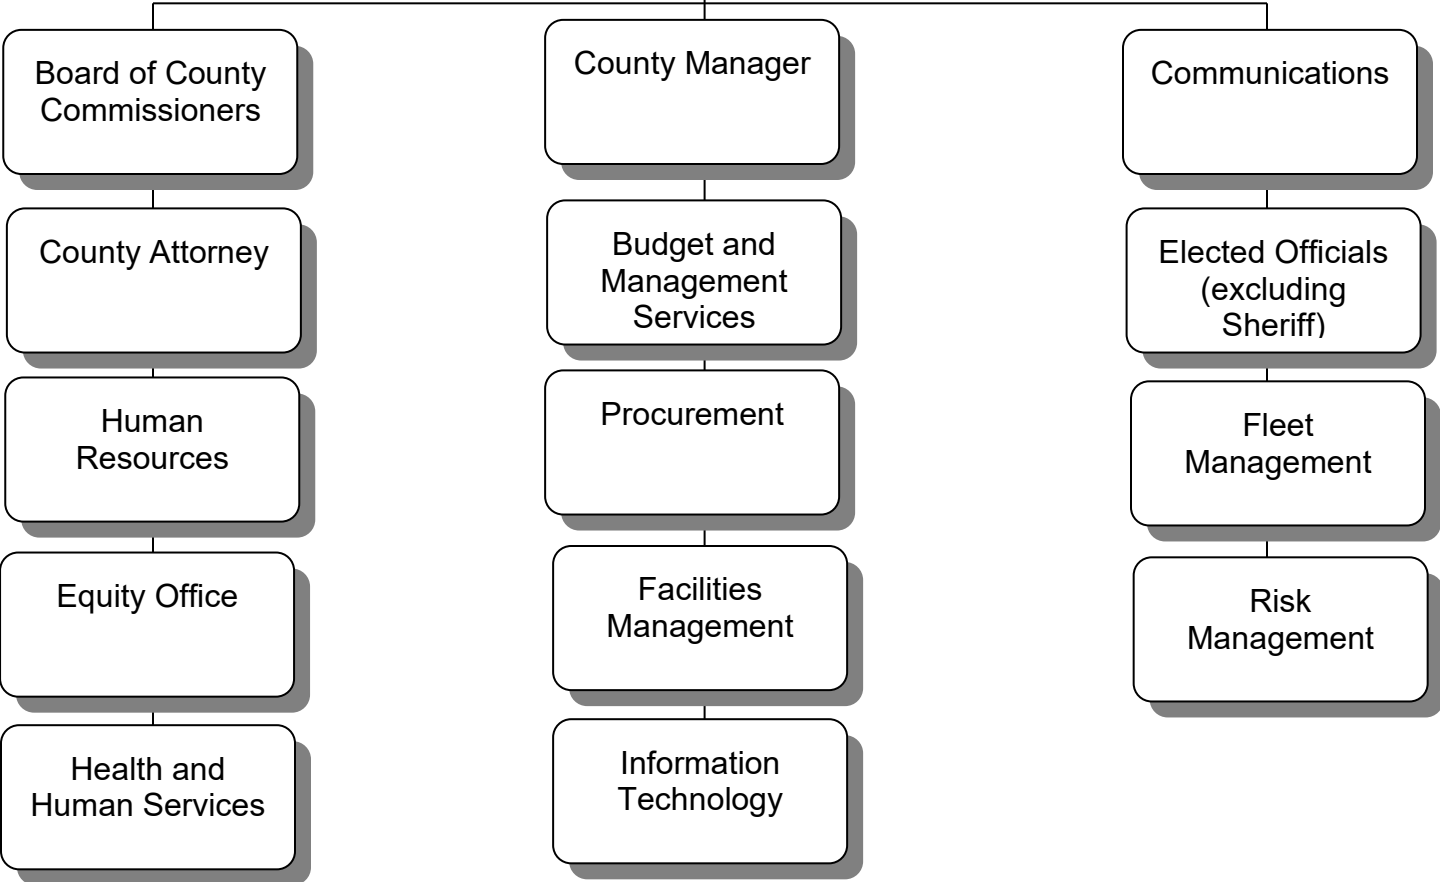 Board of County
Commissioners
County Attorney
Human
Resources
Equity Office
Health and
Human Services
County Manager
Budget and
Management
Services
Procurement
Facilities
Management
Information
Technology
Communications
Elected Officials
(excluding
Sheriff)
Fleet
Management
Risk
Management